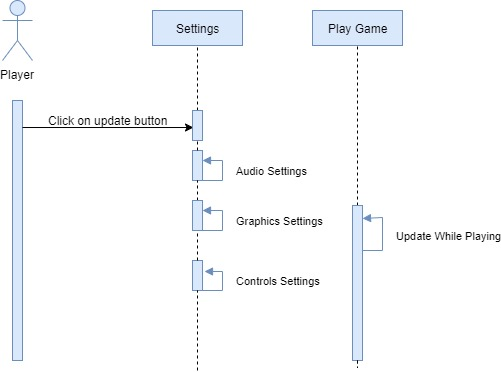 Settings
Play Game
Player
Click on update button
Audio Settings
Graphics Settings
Update While Playing
Controls Settings